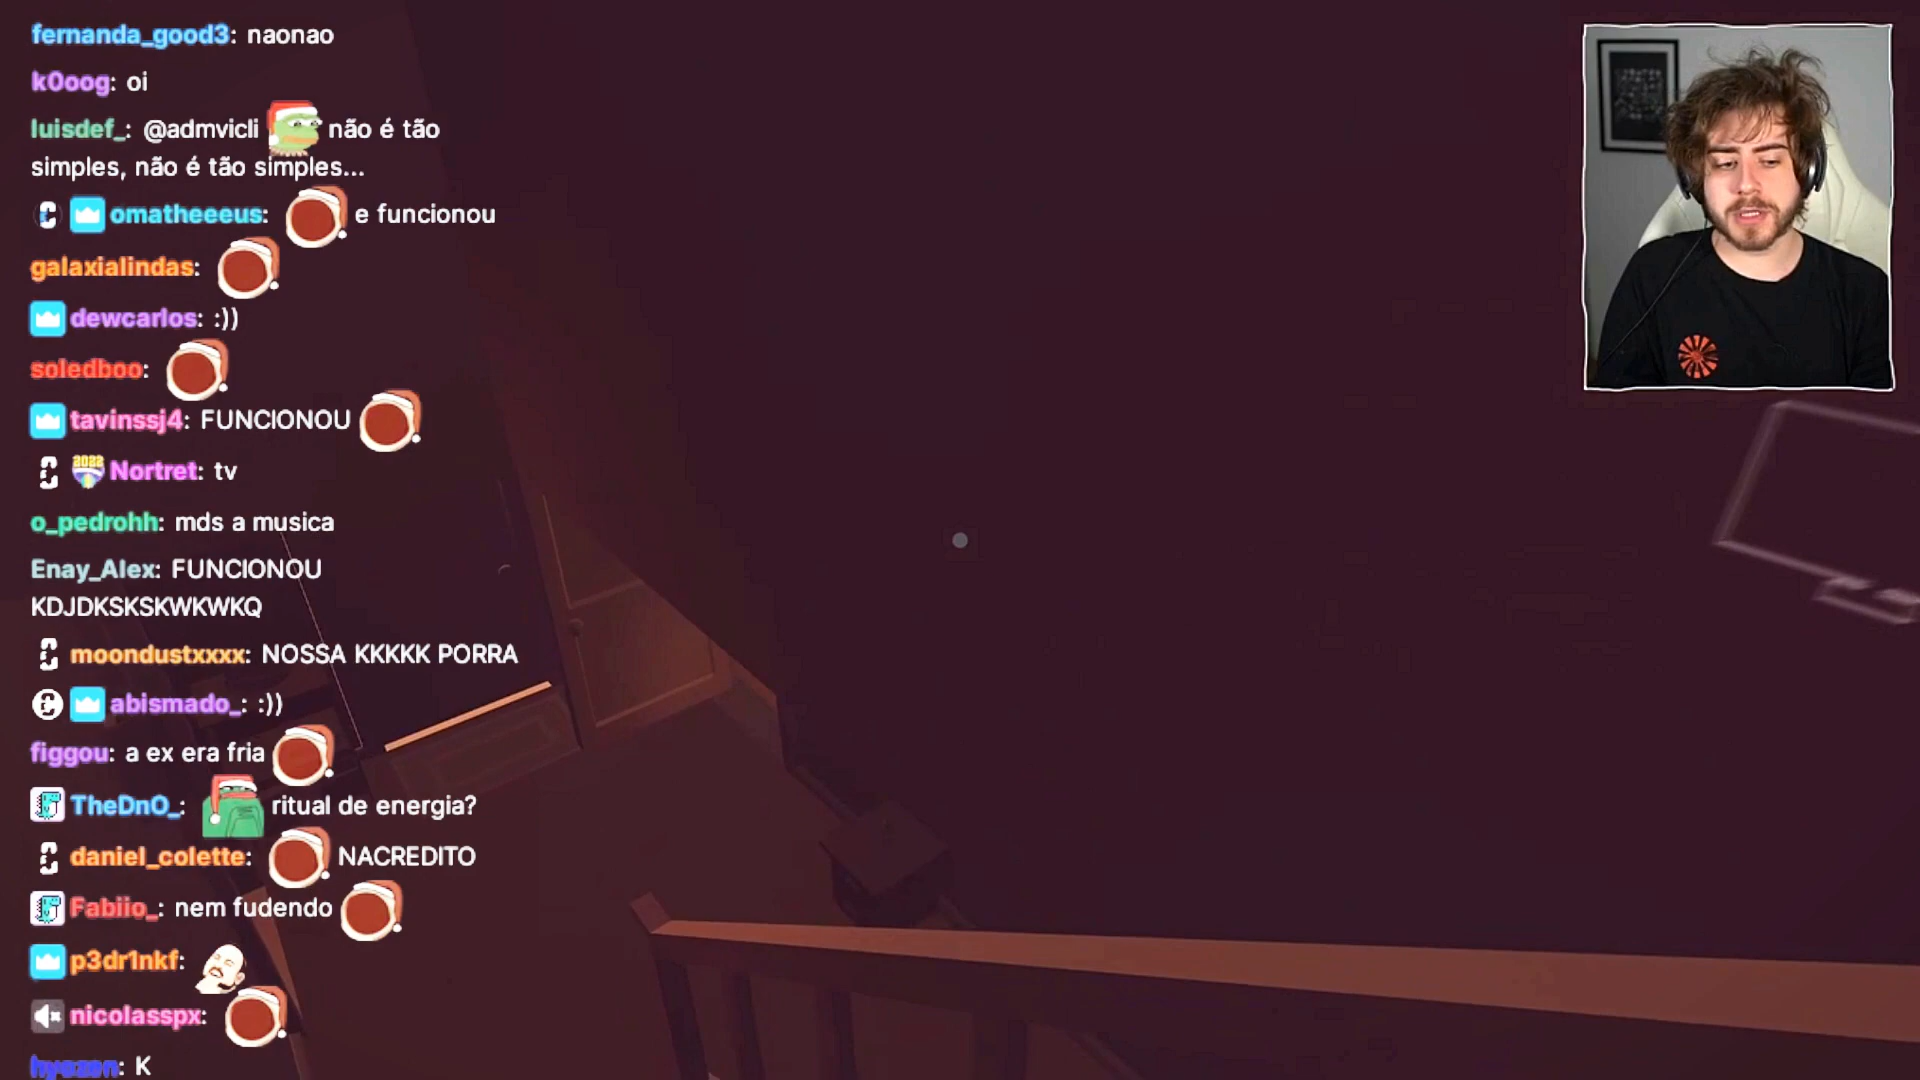 fernanda_good3: naonao
k0oog: oi
luisdef_: @admvicli não é tão
simples, não é tão simples...
omatheeeus: e funcionou
galaxialindas:
dewcarlos: :))
soledboo:
tavinssj4: FUNCIONOU
2022 Nortret: tv
o_pedrohh: mds a musica
Enay_Alex: FUNCIONOU
KDJDKSKSKWKWKQ
moondustxxxx: NOSSA KKKKK PORRA
abismado_: :))
figgou: a ex era fria
TheDnO_: ritual de energia?
daniel_colette: NACREDITO
Fabiio_: nem fudendo
p3dr1nkf:
nicolasspx:
hyozon: K